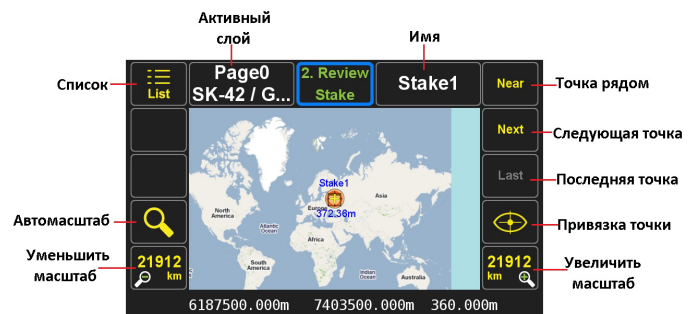 Активный
слой
Имя
Список
List
Page0
SK-42 / G...
2. Review
Stake
Stake1
Near
Точка рядом
Next
Следующая точка
Last
Последняя точка
Автомасштаб
Привязка точки
Уменьшить
масштаб
21912
km
21912
km
Увеличить
масштаб
Stake1
372.36m
North
America
Europe
Asia
Atlantic
Ocean
Africa
South
America
Indian
Ocean
Australia
6187500.000m 7403500.000m 360.000m